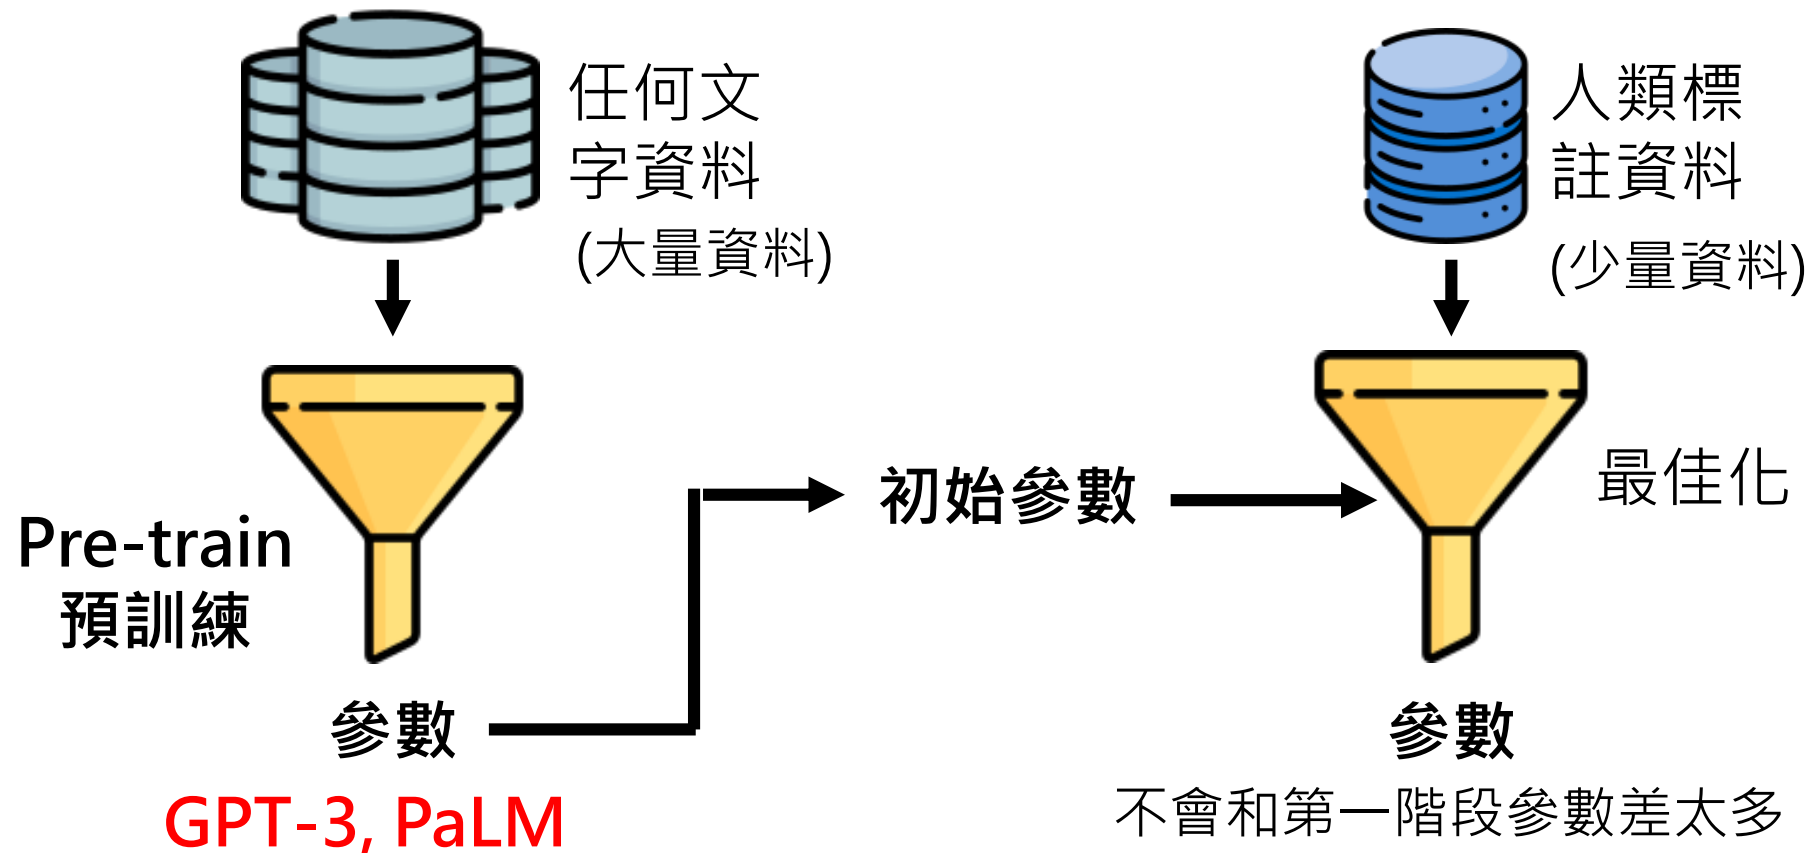 任何文
字資料
(大量資料)
人類標
註資料
(少量資料)
Pre-train
預訓練
初始參數
最佳化
參數
GPT-3, PaLM
參數
不會和第一階段參數差太多